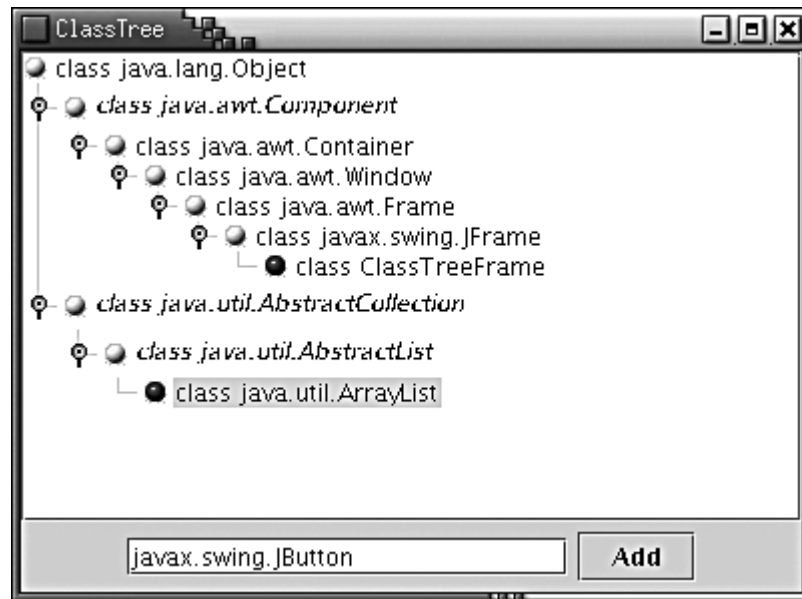 ClassTree
class java.lang.Object
class java.awt.Component
class java.awt.Container
class java.awt.Window
class java.awt.Frame
class javax.swing.JFrame
class ClassTreeFrame
class java.util.AbstractCollection
class java.util.AbstractList
class java.util.ArrayList
javax.swing.JButton Add